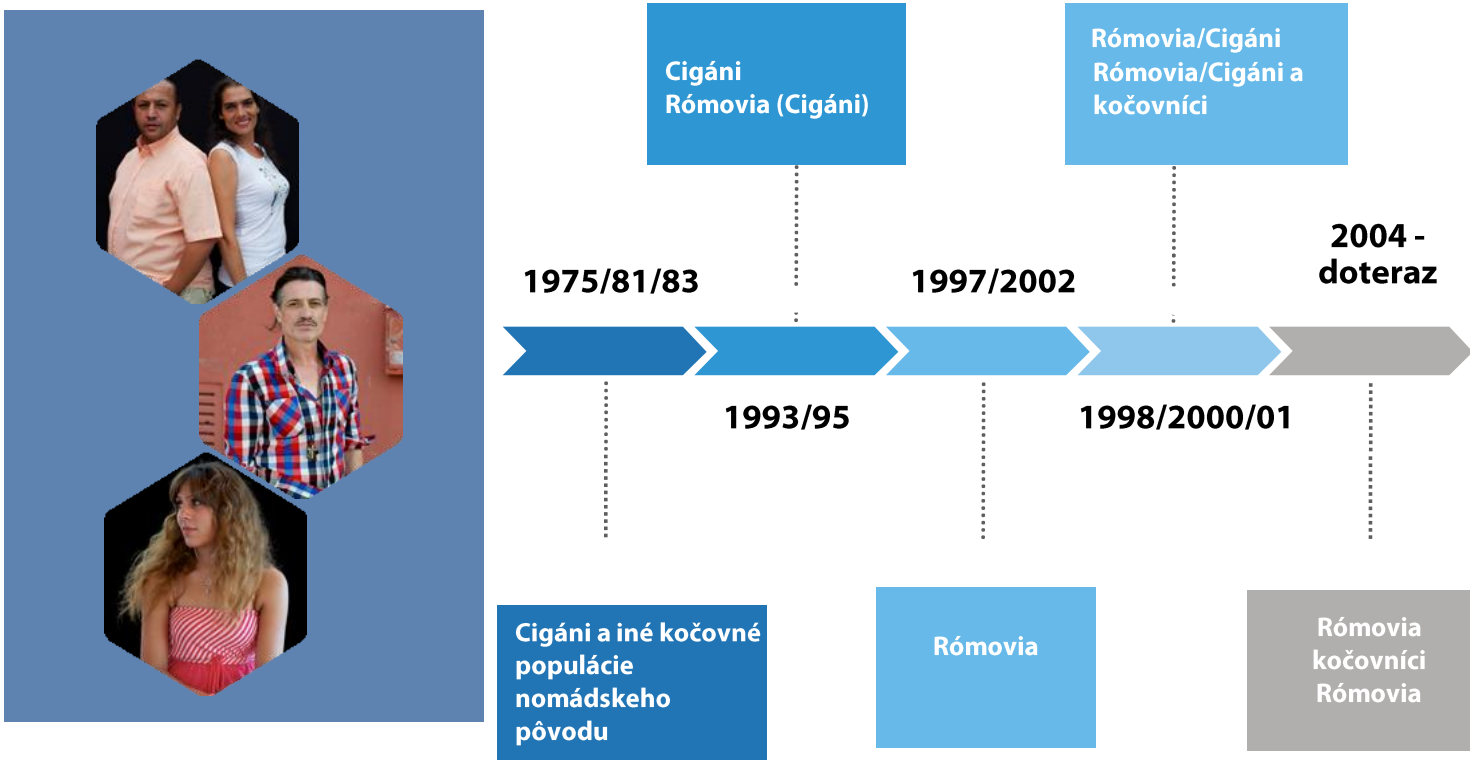 Cigáni
Rómovia (Cigáni)
Rómovia/Cigáni
Rómovia/Cigáni a
kočovníci
1975/81/83
1997/2002
2004 -
doteraz
1993/95
1998/2000/01
Cigáni a iné kočovné
populácie
nomádskeho
pôvodu
Rómovia
Rómovia
kočovníci
Rómovia